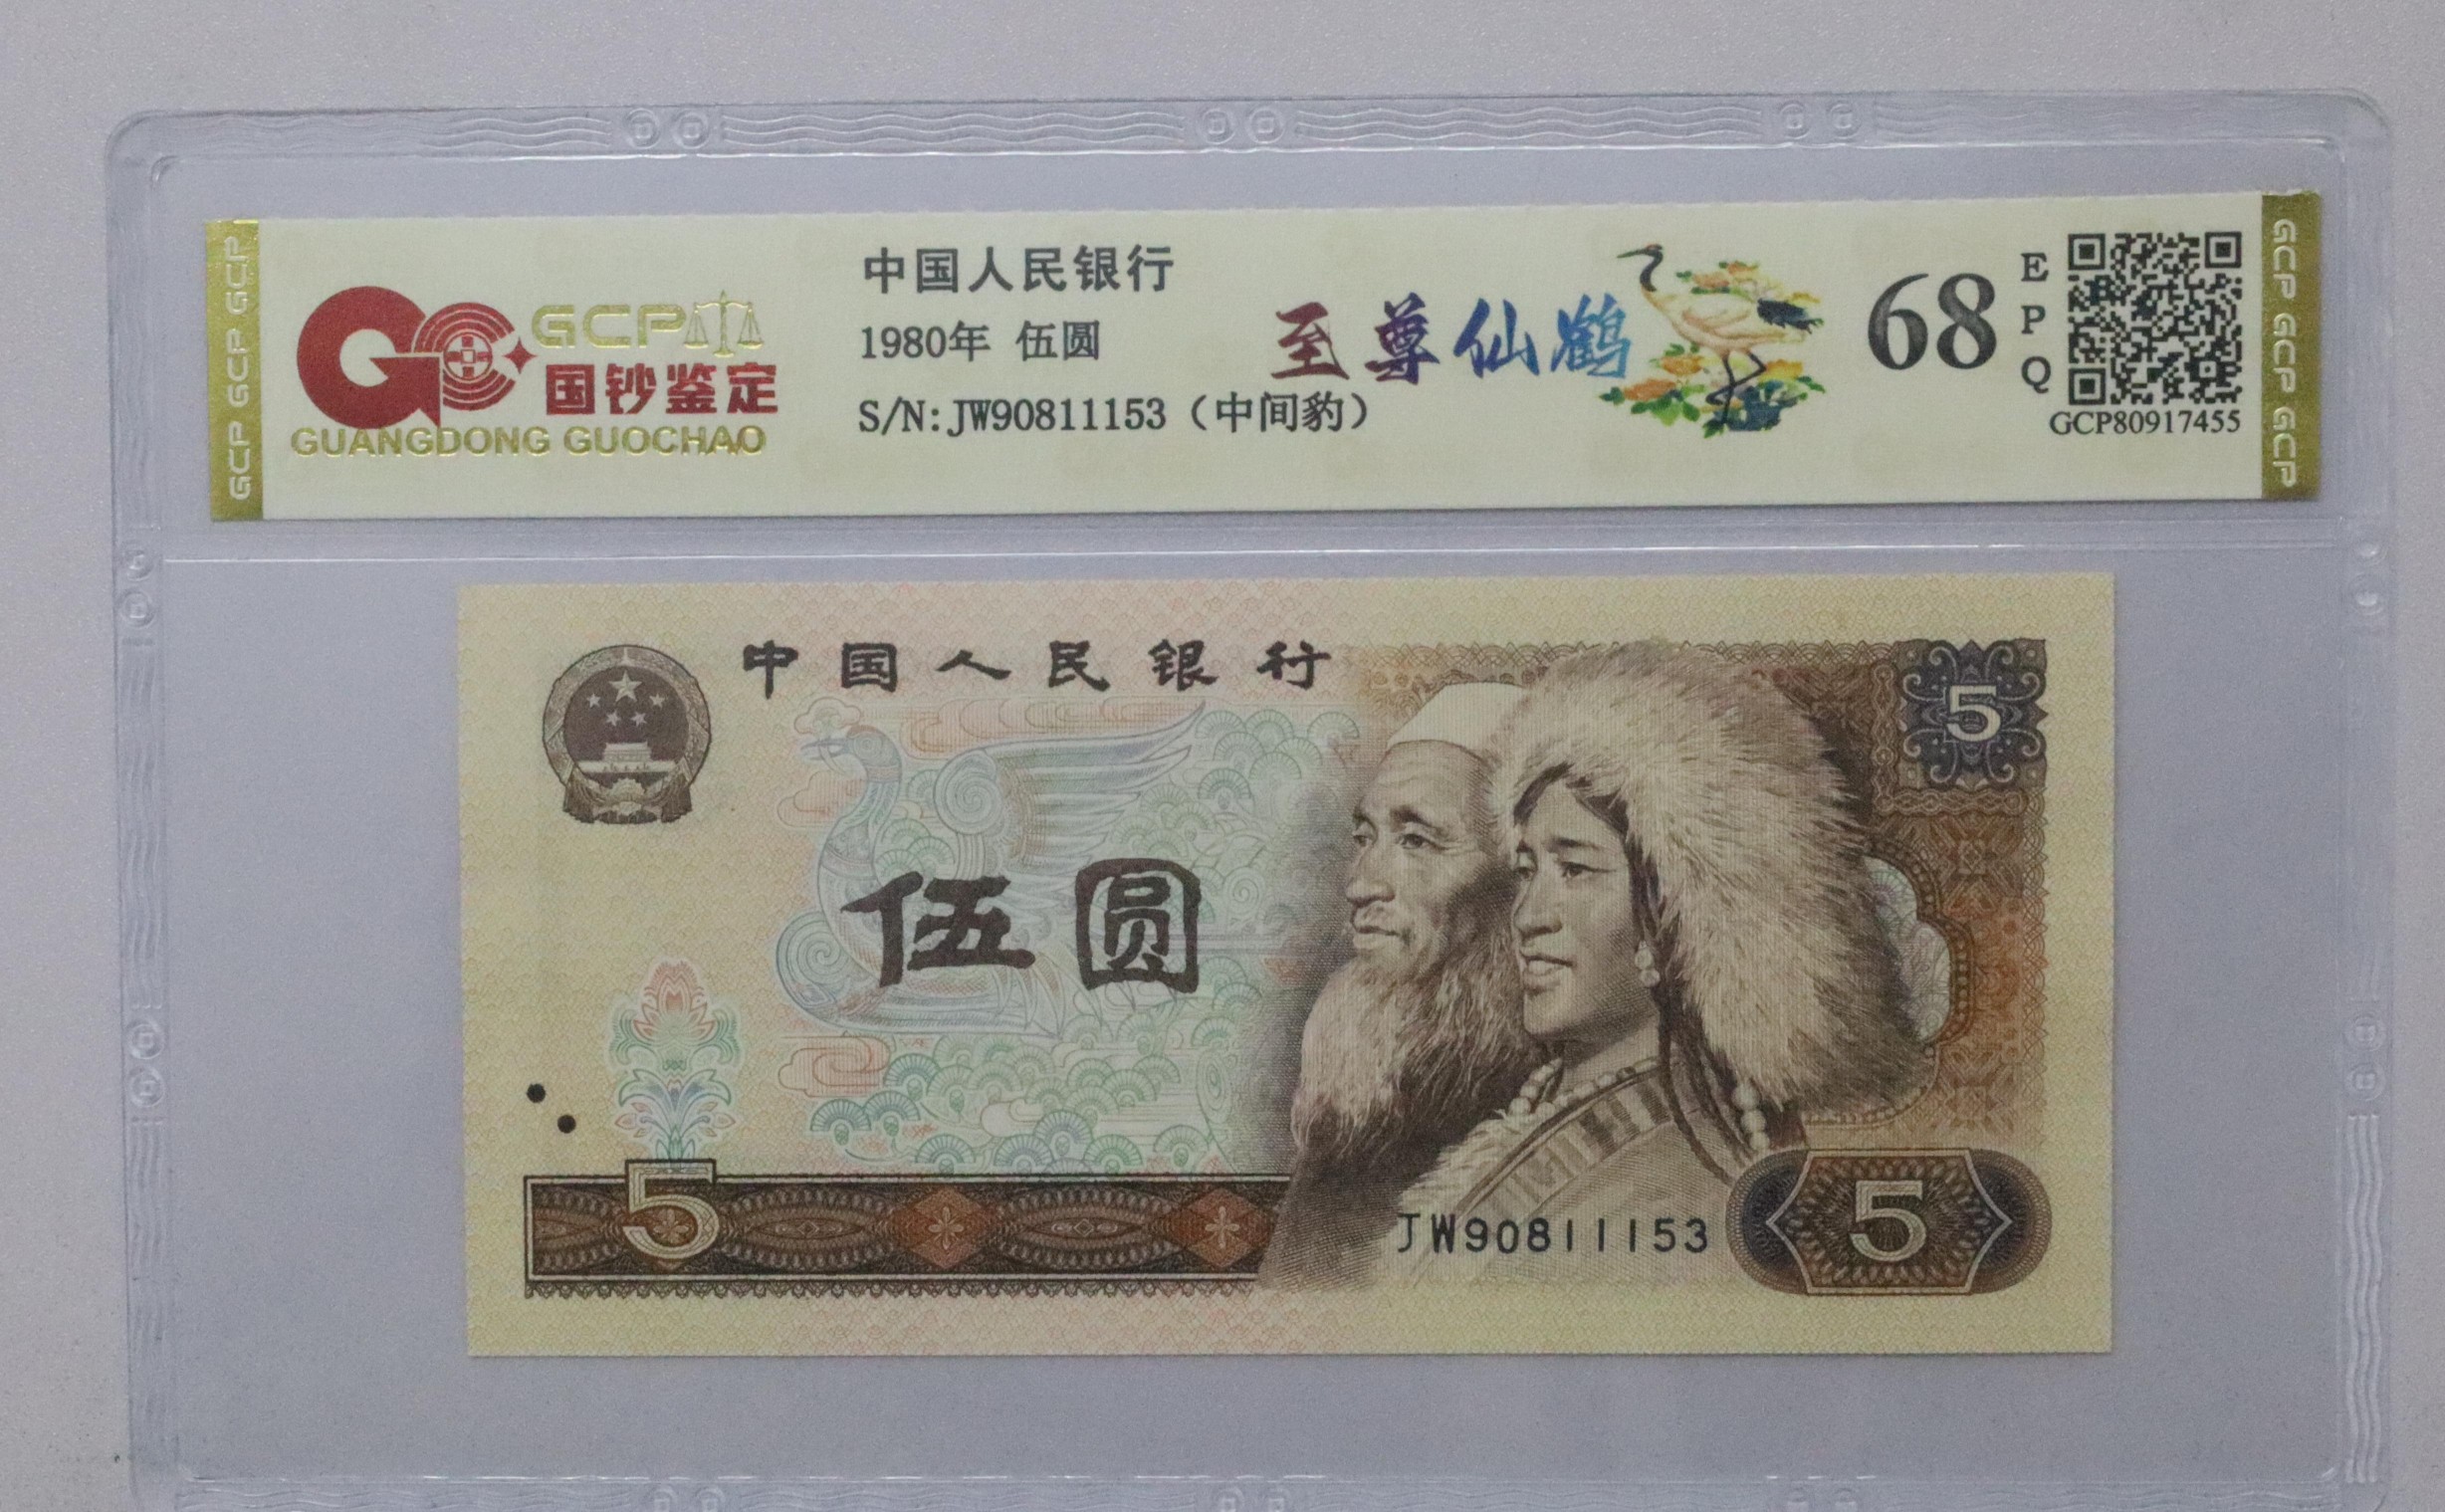 GCP GCP GCP
GCP
国钞鉴定
GUANGDONG GUOCHAO
中国人民银行
1980年 伍圆
S/N:JW90811153（中间豹）
至尊仙鹤
68
E
P
Q
GCP80917455
GCP GCP GCP
中国人民银行
5
伍圆
5
JW90811153
5